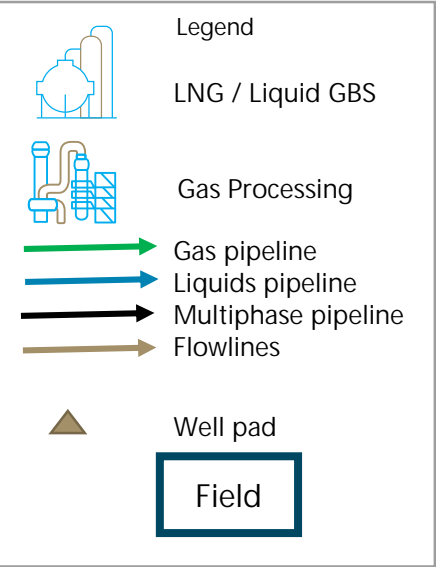 Legend
LNG / Liquid GBS
Gas Processing
Gas pipeline
Liquids pipeline
Multiphase pipeline
Flowlines
Well pad
Field